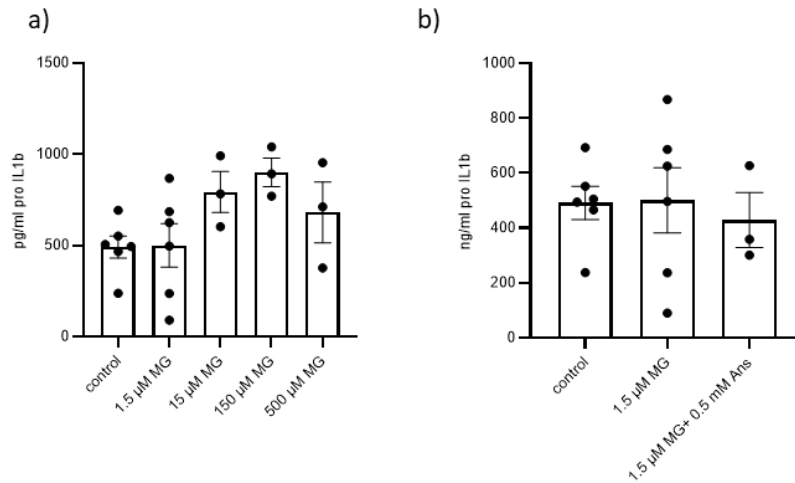 a)
pg/ml pro IL1b
1500
1000
500
0
control
1.5 µM MG
15 µM MG
150 µM MG
500 µM MG
b)
ng/ml pro IL1b
1000
800
600
400
200
0
control
1.5 µM MG
1.5 µM MG+ 0.5 mM Ans